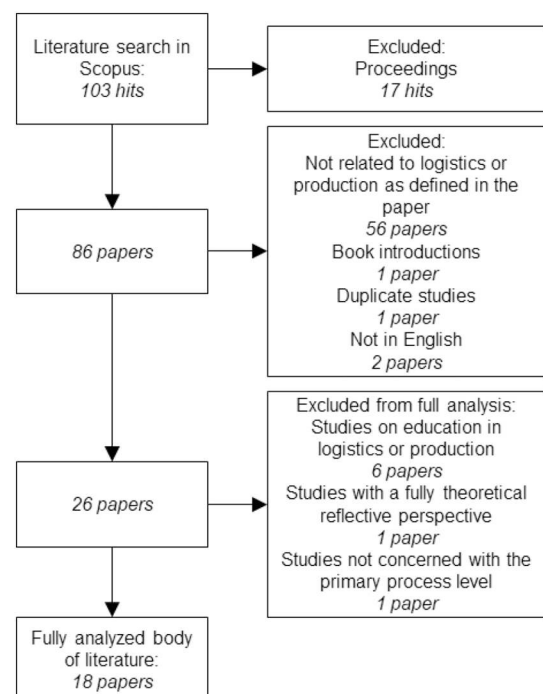 Literature search in
Scopus:
103 hits
Excluded:
Proceedings
17 hits
86 papers
Excluded:
Not related to logistics or
production as defined in the
paper
56 papers
Book introductions
1 paper
Duplicate studies
1 paper
Not in English
2 papers
26 papers
Excluded from full analysis:
Studies on education in
logistics or production
6 papers
Studies with a fully theoretical
reflective perspective
1 paper
Studies not concerned with the
primary process level
1 paper
Fully analyzed body
of literature:
18 papers